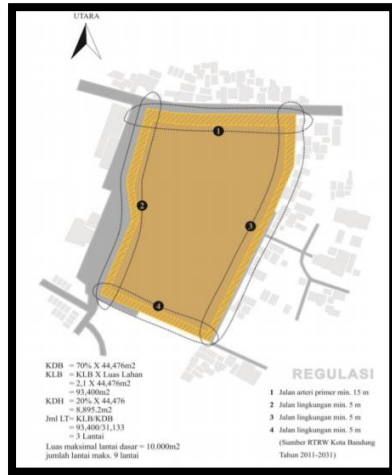 UTARA
1
2
3
4
KDB = 70% X 44,476m2
KLB = KLB X Luas Lahan
= 2,1 X 44,476m2
= 93,400m2
KDH = 20% X 44,476
= 8,895.2m2
Jml LT= KLB/KDB
= 93,400/31,133
= 3 Lantai
Luas maksimal lantai dasar = 10.000m2
jumlah lantai maks. 9 lantai
REGULASI
1 Jalan arteri primer min. 15 m
2 Jalan lingkungan min. 5 m
3 Jalan lingkungan min. 5 m
4 Jalan lingkungan min. 5 m
(Sumber RTRW Kota Bandung
Tahun 2011-2031)